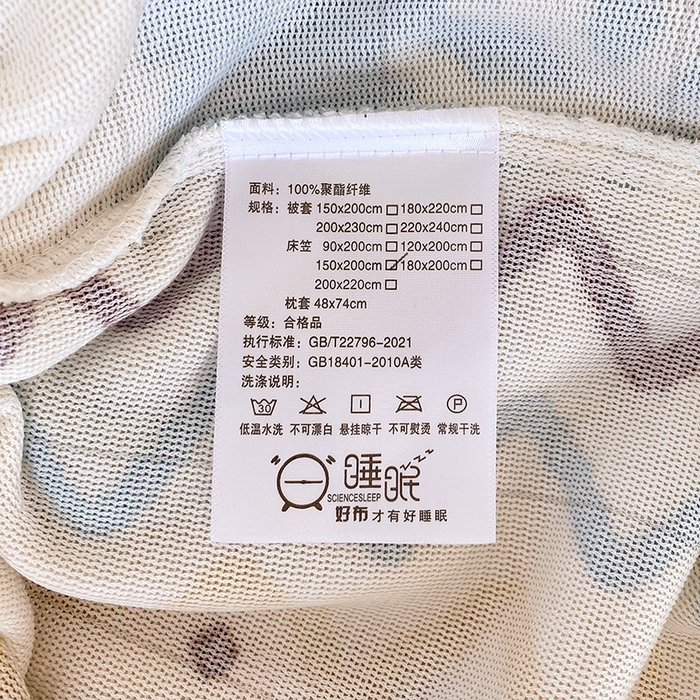 面料：100%聚酯纤维
规格：被套 150x200cm □ 180x220cm □
200x230cm □ 220x240cm □
床笠 90x200cm □ 120x200cm □
150x200cm ☑ 180x200cm □
200x220cm □
枕套 48x74cm
等级：合格品
执行标准：GB/T22796-2021
安全类别：GB18401-2010A类
洗涤说明：
30 P
低温水洗 不可漂白 悬挂晾干 不可熨烫 常规干洗
睡眠 zzz
SCIENCESLEEP
好布才有好睡眠